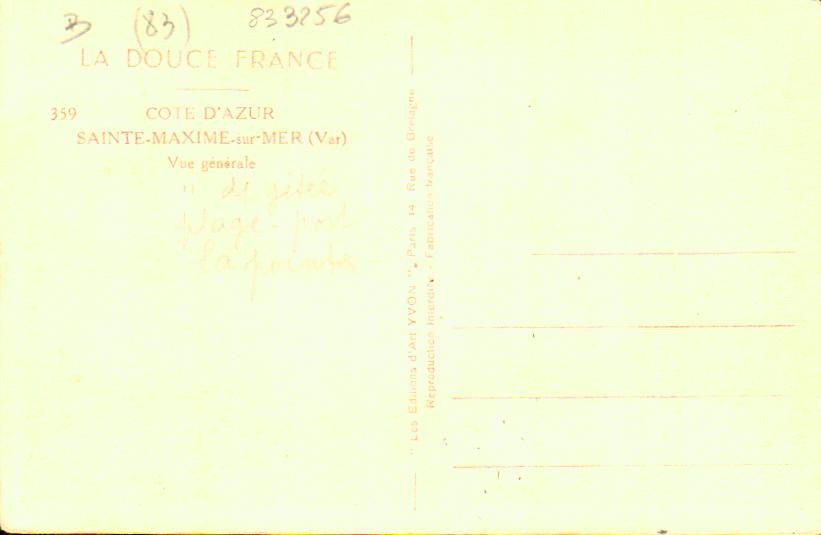 B (83) 833256
LA DOUCE FRANCE
359 COTE D'AZUR
SAINTE-MAXIME-sur-MER (Var)
Vue générale
" de
plage - port
La pointe -
" Les Editions d'Art YVON ", Paris 14, Rue de Bretagne
Reproduction Interdite - Fabrication française